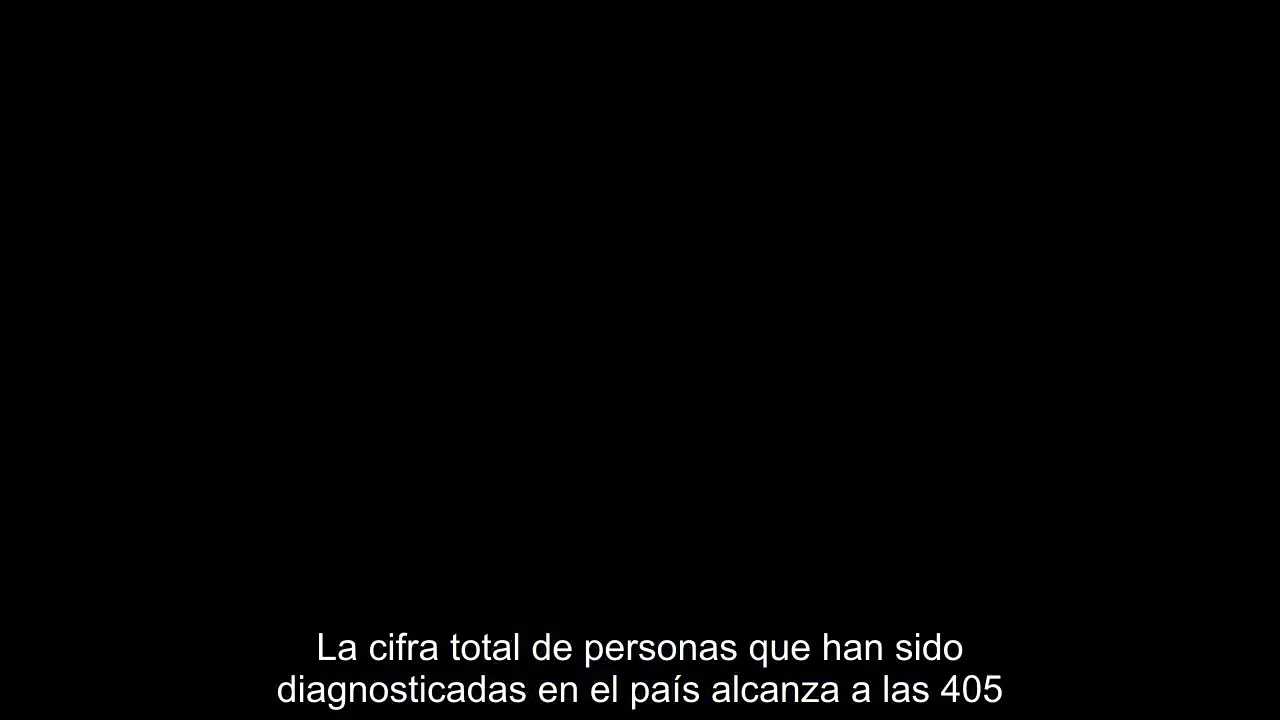 La cifra total de personas que han sido
diagnosticadas en el país alcanza a las 405